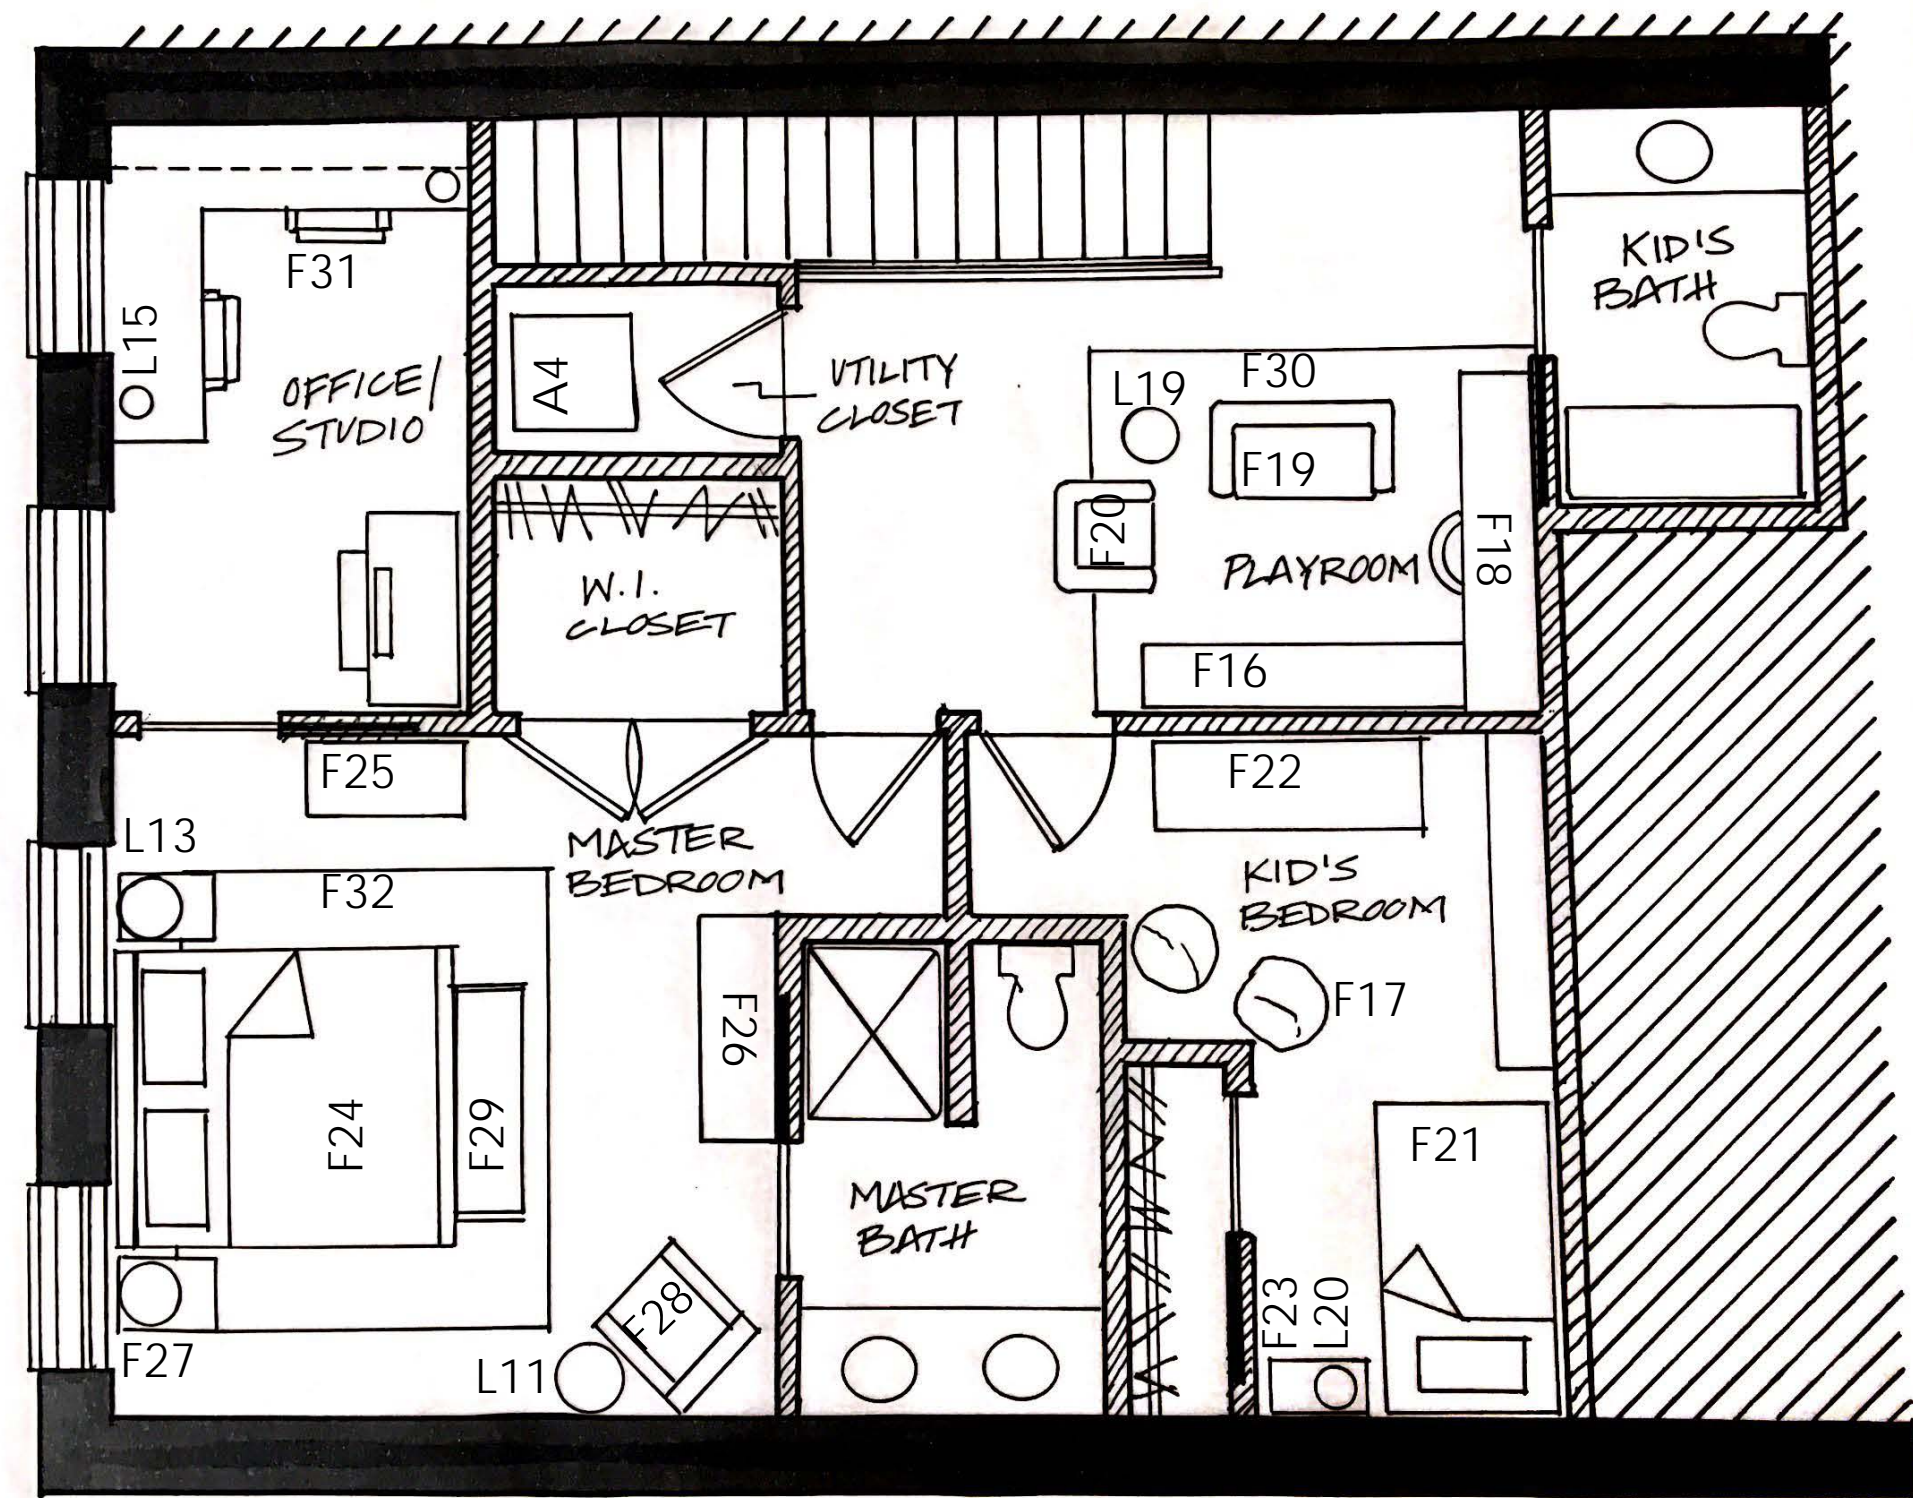 KID'S
BATH
F31
L15
OFFICE/
STUDIO
A4
UTILITY
CLOSET
L19
F30
F19
F20
F18
PLAYROOM
W.I.
CLOSET
F16
F25
F22
L13
MASTER
BEDROOM
KID'S
BEDROOM
F32
F26
F17
F24
F29
F21
MASTER
BATH
F28
F23
L20
F27
L11